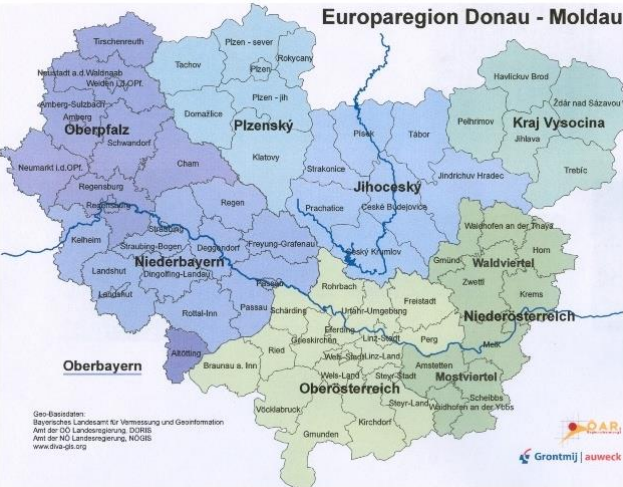 Europaregion Donau - Moldau
Tirschenreuth
Plzen - sever
Tachov
Rokycany
Plzen
Neustadt a.d.Waldnaab
Weiden i.d.OPf.
Havlickuv Brod
Amberg-Sulzbach
Plzen - jih
Žďár nad Sázavou
Amberg
Domažlice
Pelhrimov
Oberpfalz
Plzenský
Kraj Vysocina
Schwandorf
Písek
Tábor
Jihlava
Neumarkt i.d.OPf.
Cham
Klatovy
Strakonice
Trebíc
Regensburg
Jihoceský
Jindrichuv Hradec
Regen
Prachatice
Ceské Budejovice
Straubing
Waidhofen an der Thaya
Kelheim
Straubing-Bogen
Deggendorf
Freyung-Grafenau
Ceský Krumlov
Horn
Niederbayern
Gmünd
Waldviertel
Landshut
Dingolfing-Landau
Zwettl
Passau
Rohrbach
Landshut
Freistadt
Krems
Rottal-Inn
Passau
Schärding
Urfahr-Umgebung
Niederösterreich
Eferding
Grieskirchen
Linz-Stadt
Perg
Melk
Altötting
Ried
Wels-Stadt
Linz-Land
Oberbayern
Braunau a. Inn
Amstetten
Wels-Land
Steyr-Stadt
Mostviertel
Oberösterreich
Scheibbs
Vöcklabruck
Steyr-Land
Waidhofen an der Ybbs
Gmunden
Kirchdorf
Geo-Basisdaten:
Bayerisches Landesamt für Vermessung und Geoinformation
Amt der OÖ Landesregierung, DORIS
Amt der NÖ Landesregierung, NÖGIS
www.diva-gis.org
ÖAR
Grontmij | auweck